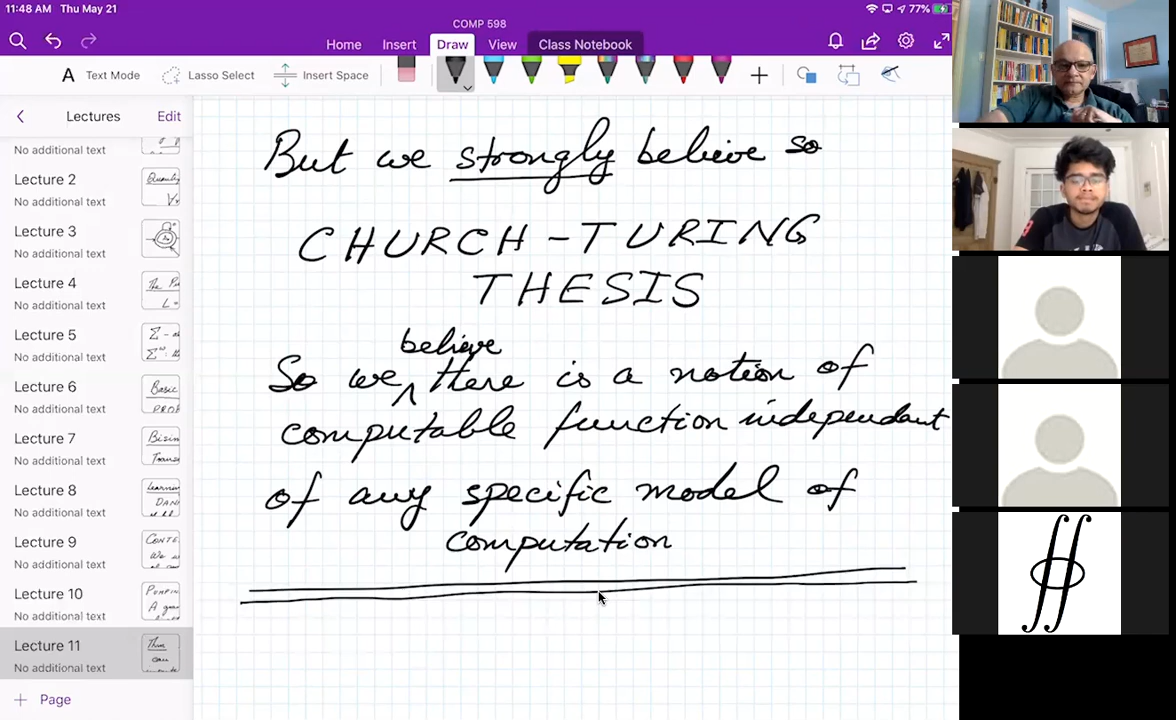 11:48 AM Thu May 21
77%
COMP 598
Home Insert Draw View Class Notebook
A Text Mode Lasso Select Insert Space
Lectures Edit
No additional text
Lecture 2
No additional text
Lecture 3
No additional text
Lecture 4
No additional text
Lecture 5
No additional text
Lecture 6
No additional text
Lecture 7
No additional text
Lecture 8
No additional text
Lecture 9
No additional text
Lecture 10
No additional text
Lecture 11
No additional text
Page
But we strongly believe so
CHURCH-TURING
THESIS
believe
So we ∧ there is a notion of
computable function independant
of any specific model of
computation
∯